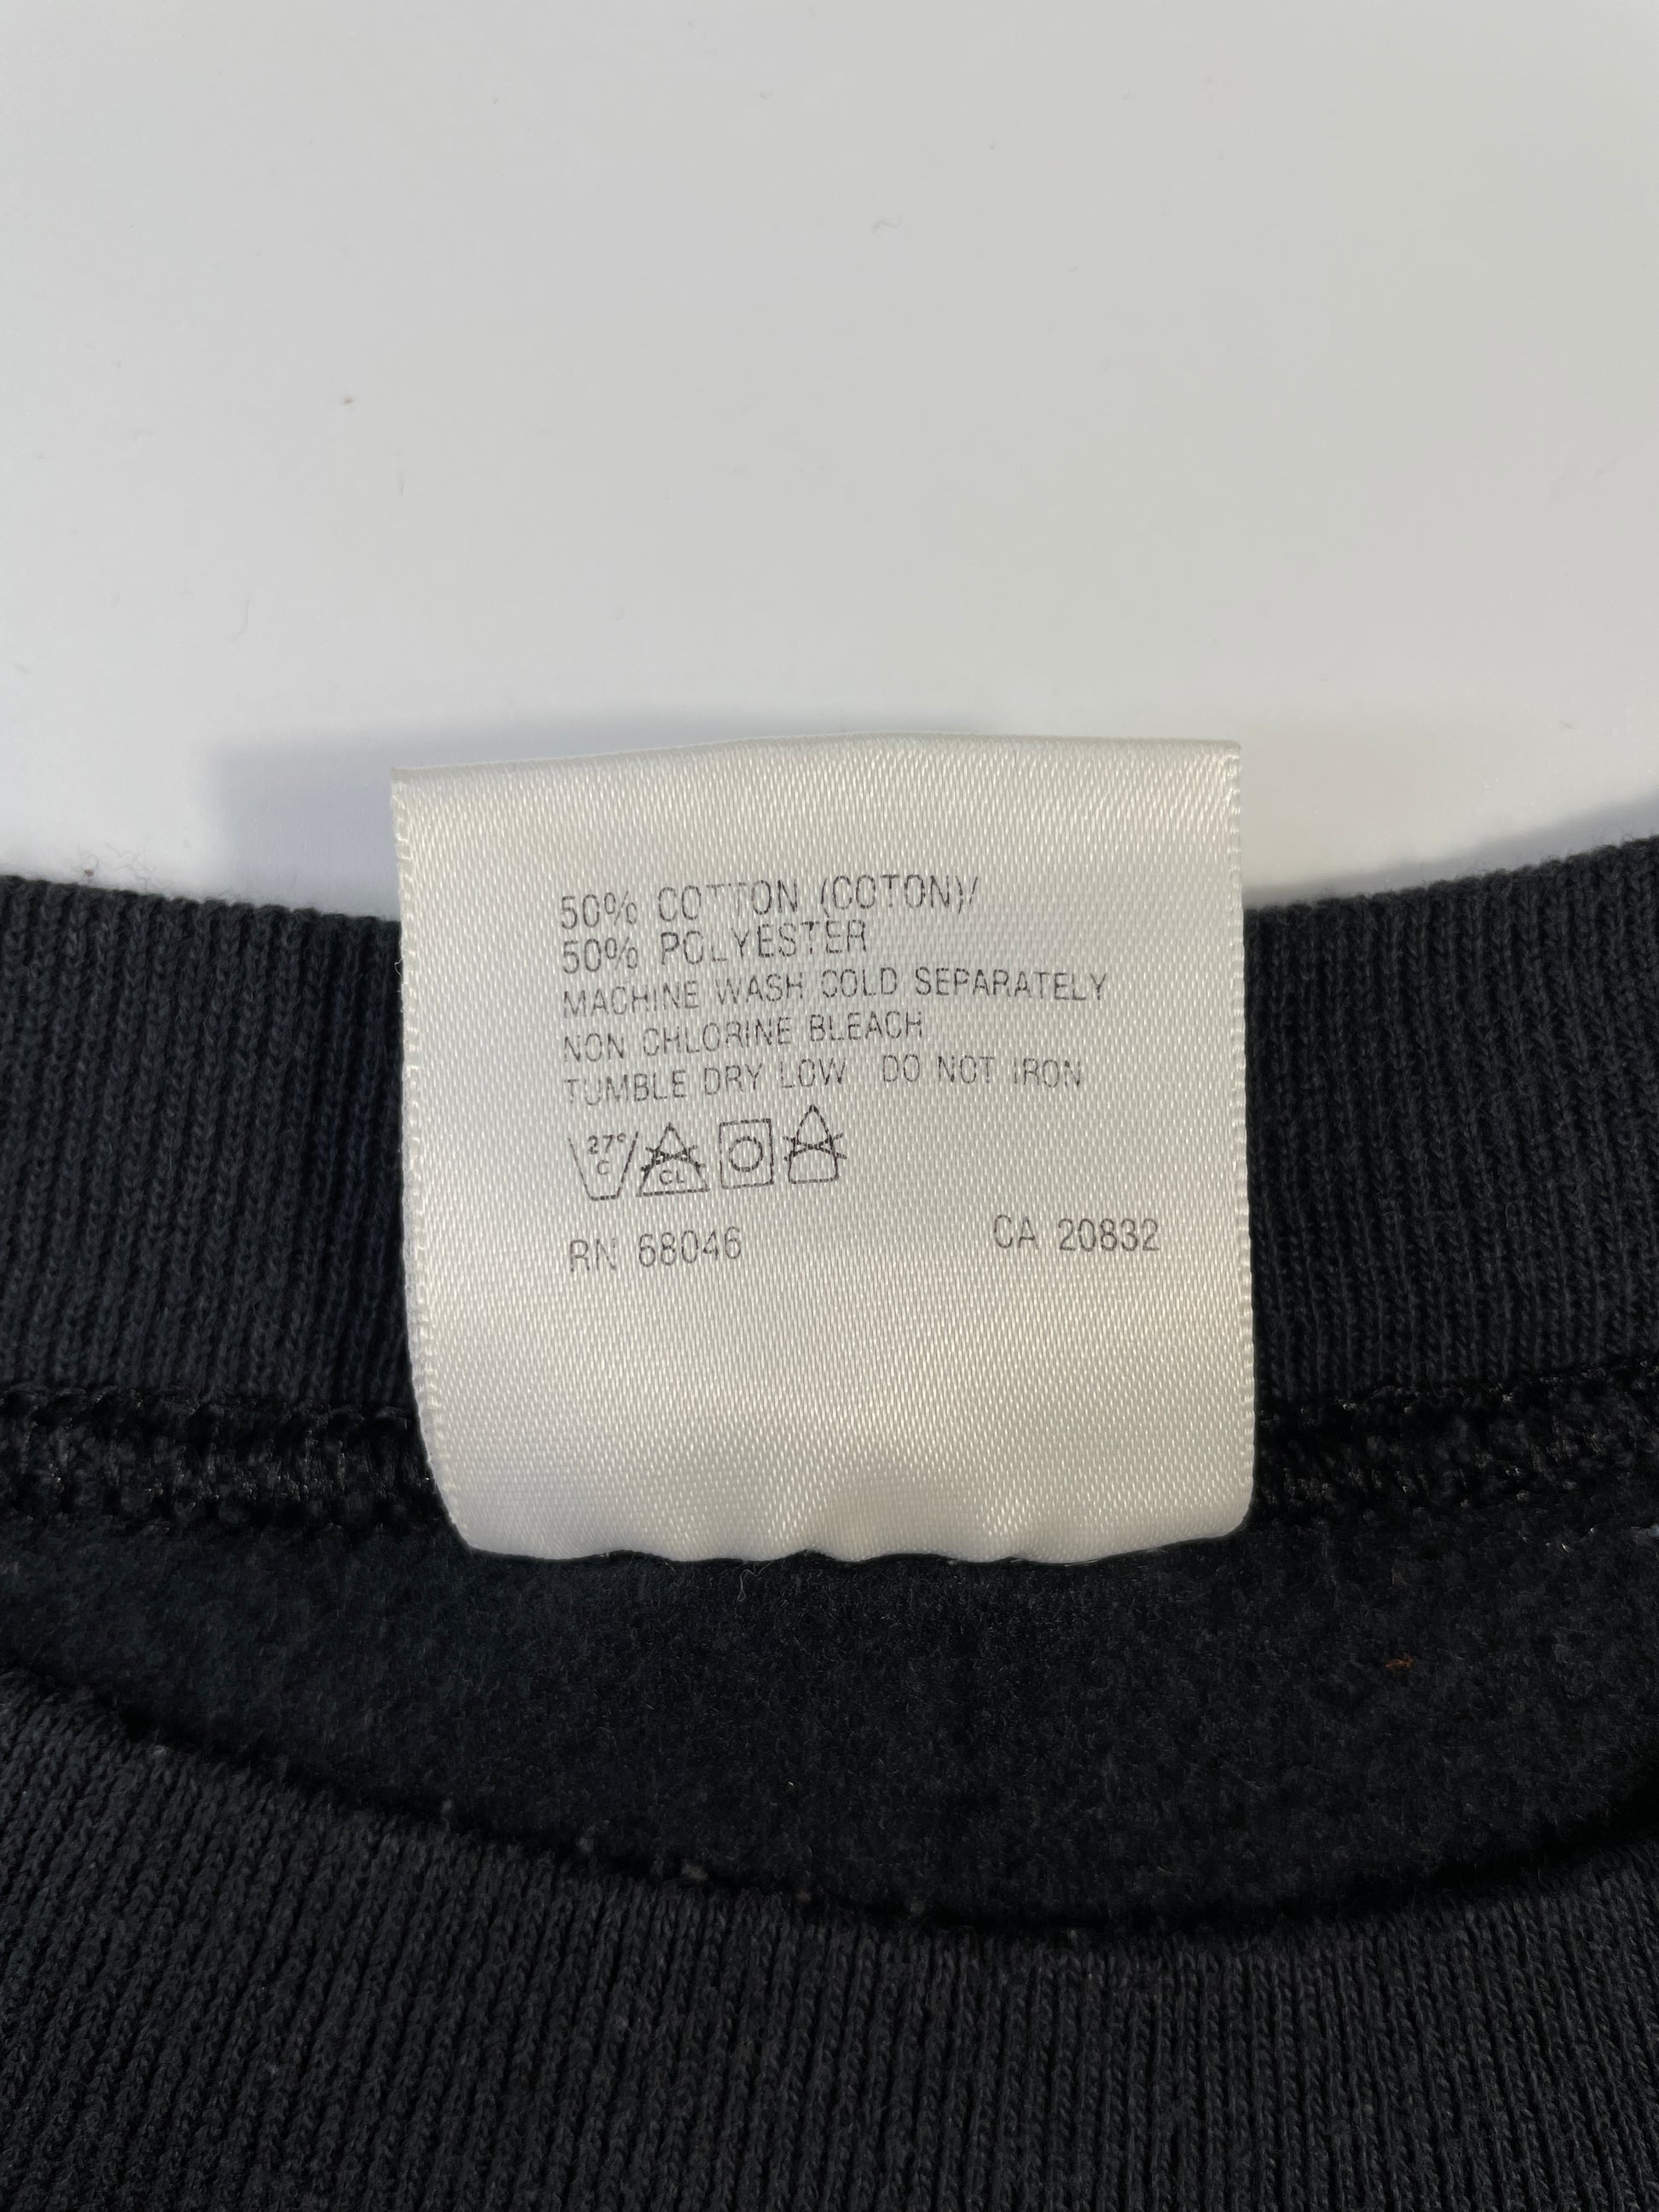 50% COTTON (COTON)/
50% POLYESTER
MACHINE WASH COLD SEPARATELY
NON CHLORINE BLEACH
TUMBLE DRY LOW DO NOT IRON
27°
C CL
RN 68046 CA 20832